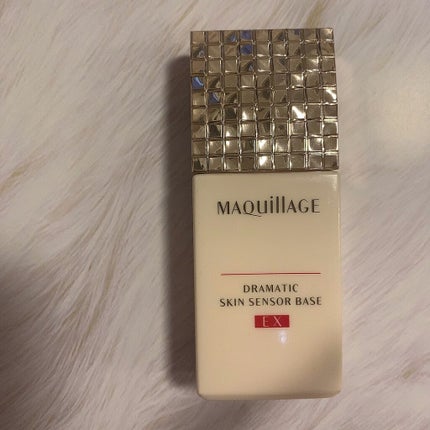 MAQuillAGE
DRAMATIC
SKIN SENSOR BASE
EX